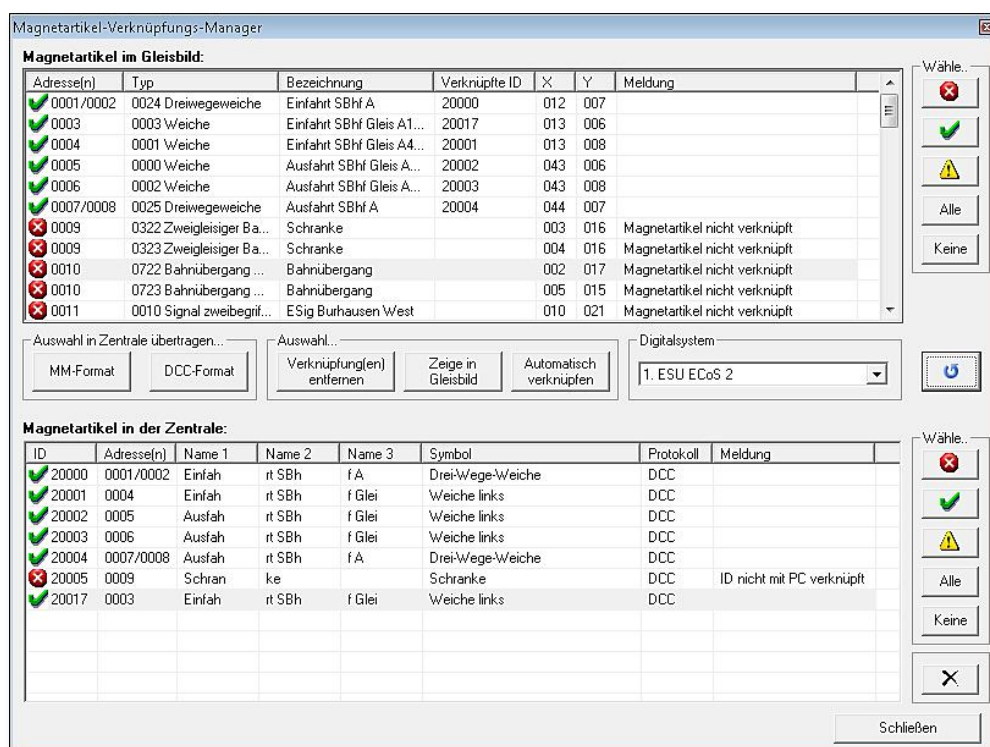 Magnetartikel-Verknüpfungs-Manager
Magnetartikel im Gleisbild:
Adresse(n) Typ Bezeichnung Verknüpfte ID X Y Meldung
0001/0002 0024 Dreiwegeweiche Einfahrt SBhf A 20000 012 007
0003 0003 Weiche Einfahrt SBhf Gleis A1... 20017 013 006
0004 0001 Weiche Einfahrt SBhf Gleis A4... 20001 013 008
0005 0000 Weiche Ausfahrt SBhf Gleis A... 20002 043 006
0006 0002 Weiche Ausfahrt SBhf Gleis A... 20003 043 008
0007/0008 0025 Dreiwegeweiche Ausfahrt SBhf A 20004 044 007
0009 0322 Zweigleisiger Ba... Schranke 003 016 Magnetartikel nicht verknüpft
0009 0323 Zweigleisiger Ba... Schranke 004 016 Magnetartikel nicht verknüpft
0010 0722 Bahnübergang ... Bahnübergang 002 017 Magnetartikel nicht verknüpft
0010 0723 Bahnübergang ... Bahnübergang 005 015 Magnetartikel nicht verknüpft
0011 0010 Signal zweibegrif... ESig Burhausen West 010 021 Magnetartikel nicht verknüpft
Wähle..
Alle
Keine
Auswahl in Zentrale übertragen... Auswahl... Digitalsystem
MM-Format DCC-Format Verknüpfung(en) entfernen Zeige in Gleisbild Automatisch verknüpfen 1. ESU ECoS 2
Magnetartikel in der Zentrale:
ID Adresse(n) Name 1 Name 2 Name 3 Symbol Protokoll Meldung
20000 0001/0002 Einfah rt SBh f A Drei-Wege-Weiche DCC
20001 0004 Einfah rt SBh f Glei Weiche links DCC
20002 0005 Ausfah rt SBh f Glei Weiche links DCC
20003 0006 Ausfah rt SBh f Glei Weiche links DCC
20004 0007/0008 Ausfah rt SBh f A Drei-Wege-Weiche DCC
20005 0009 Schran ke Schranke DCC ID nicht mit PC verknüpft
20017 0003 Einfah rt SBh f Glei Weiche links DCC
Wähle..
Alle
Keine
Schließen